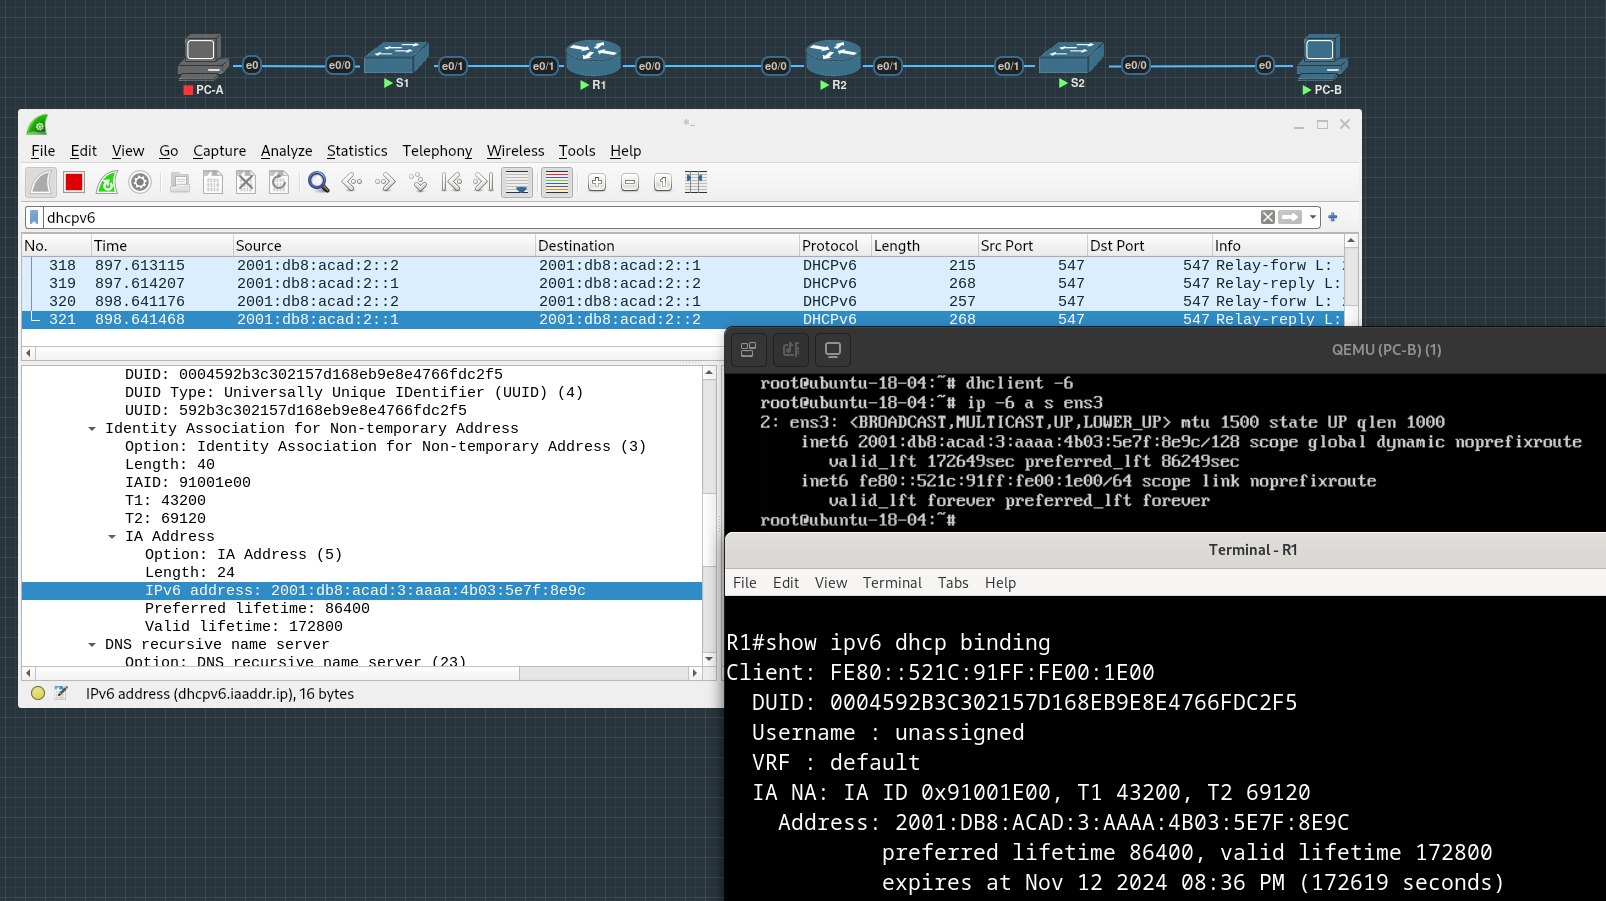 e0 e0/0 e0/1 e0/1 e0/0 e0/0 e0/1 e0/1 e0/0 e0
PC-A S1 R1 R2 S2 PC-B
*-
File Edit View Go Capture Analyze Statistics Telephony Wireless Tools Help
dhcpv6
No. Time Source Destination Protocol Length Src Port Dst Port Info
318 897.613115 2001:db8:acad:2::2 2001:db8:acad:2::1 DHCPv6 215 547 547 Relay-forw L:
319 897.614207 2001:db8:acad:2::1 2001:db8:acad:2::2 DHCPv6 268 547 547 Relay-reply L:
320 898.641176 2001:db8:acad:2::2 2001:db8:acad:2::1 DHCPv6 257 547 547 Relay-forw L:
321 898.641468 2001:db8:acad:2::1 2001:db8:acad:2::2 DHCPv6 268 547 547 Relay-reply L:
DUID: 0004592b3c302157d168eb9e8e4766fdc2f5
DUID Type: Universally Unique IDentifier (UUID) (4)
UUID: 592b3c302157d168eb9e8e4766fdc2f5
Identity Association for Non-temporary Address
Option: Identity Association for Non-temporary Address (3)
Length: 40
IAID: 91001e00
T1: 43200
T2: 69120
IA Address
Option: IA Address (5)
Length: 24
IPv6 address: 2001:db8:acad:3:aaaa:4b03:5e7f:8e9c
Preferred lifetime: 86400
Valid lifetime: 172800
DNS recursive name server
Option: DNS recursive name server (23)
IPv6 address (dhcpv6.iaaddr.ip), 16 bytes
QEMU (PC-B) (1)
root@ubuntu-18-04:~# dhclient -6
root@ubuntu-18-04:~# ip -6 a s ens3
2: ens3: <BROADCAST,MULTICAST,UP,LOWER_UP> mtu 1500 state UP qlen 1000
inet6 2001:db8:acad:3:aaaa:4b03:5e7f:8e9c/128 scope global dynamic noprefixroute
valid_lft 172649sec preferred_lft 86249sec
inet6 fe80::521c:91ff:fe00:1e00/64 scope link noprefixroute
valid_lft forever preferred_lft forever
root@ubuntu-18-04:~#
Terminal - R1
File Edit View Terminal Tabs Help
R1#show ipv6 dhcp binding
Client: FE80::521C:91FF:FE00:1E00
DUID: 0004592B3C302157D168EB9E8E4766FDC2F5
Username : unassigned
VRF : default
IA NA: IA ID 0x91001E00, T1 43200, T2 69120
Address: 2001:DB8:ACAD:3:AAAA:4B03:5E7F:8E9C
preferred lifetime 86400, valid lifetime 172800
expires at Nov 12 2024 08:36 PM (172619 seconds)